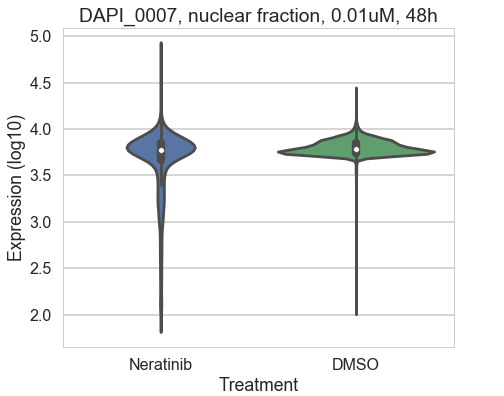 DAPI_0007, nuclear fraction, 0.01uM, 48h
Expression (log10)
5.0
4.5
4.0
3.5
3.0
2.5
2.0
Neratinib
DMSO
Treatment